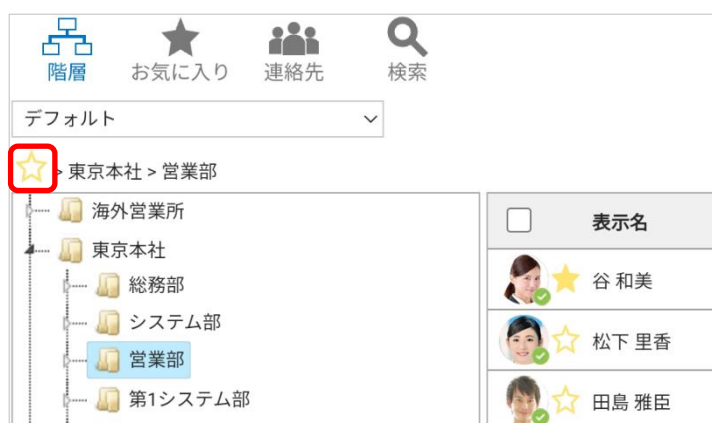 階層 お気に入り 連絡先 検索
デフォルト
> 東京本社 > 営業部
海外営業所
東京本社
総務部
システム部
営業部
第1システム部
表示名
谷 和美
松下 里香
田島 雅臣